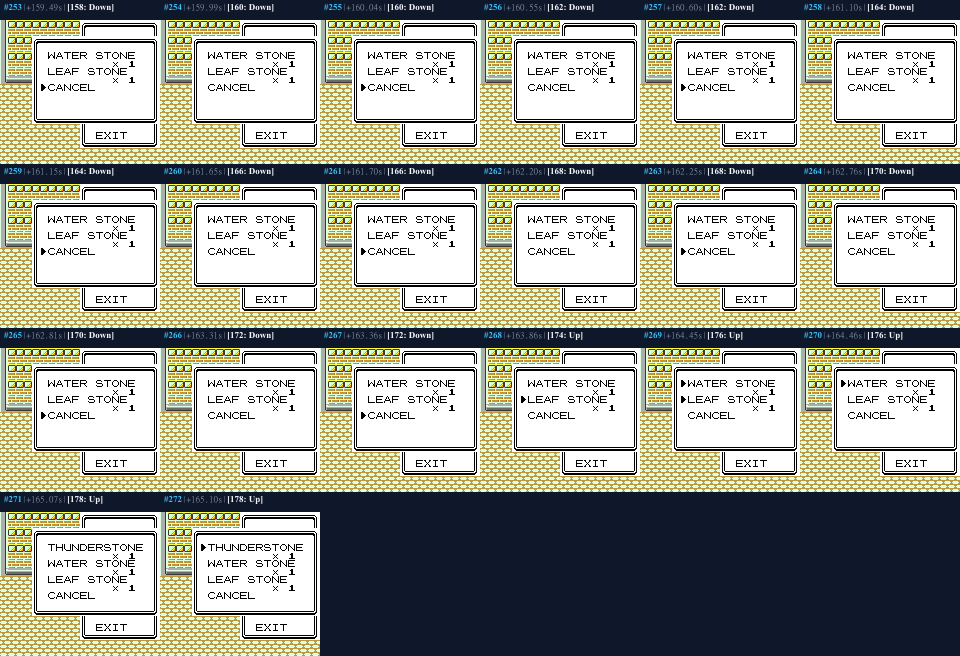 #253|+159.49s|[158: Down] #254|+159.99s|[160: Down] #255|+160.04s|[160: Down] #256|+160.55s|[162: Down] #257|+160.60s|[162: Down] #258|+161.10s|[164: Down]
WATER STONE WATER STONE WATER STONE WATER STONE WATER STONE WATER STONE
× 1 × 1 × 1 × 1 × 1 × 1
LEAF STONE LEAF STONE LEAF STONE LEAF STONE LEAF STONE LEAF STONE
× 1 × 1 × 1 × 1 × 1 × 1
▶CANCEL CANCEL ▶CANCEL CANCEL ▶CANCEL CANCEL
EXIT EXIT EXIT EXIT EXIT EXIT
#259|+161.15s|[164: Down] #260|+161.65s|[166: Down] #261|+161.70s|[166: Down] #262|+162.20s|[168: Down] #263|+162.25s|[168: Down] #264|+162.76s|[170: Down]
WATER STONE WATER STONE WATER STONE WATER STONE WATER STONE WATER STONE
× 1 × 1 × 1 × 1 × 1 × 1
LEAF STONE LEAF STONE LEAF STONE LEAF STONE LEAF STONE LEAF STONE
× 1 × 1 × 1 × 1 × 1 × 1
▶CANCEL CANCEL ▶CANCEL CANCEL ▶CANCEL CANCEL
EXIT EXIT EXIT EXIT EXIT EXIT
#265|+162.81s|[170: Down] #266|+163.31s|[172: Down] #267|+163.36s|[172: Down] #268|+163.86s|[174: Up] #269|+164.45s|[176: Up] #270|+164.46s|[176: Up]
WATER STONE WATER STONE WATER STONE WATER STONE ▶WATER STONE ▶WATER STONE
× 1 × 1 × 1 × 1 × 1 × 1
LEAF STONE LEAF STONE LEAF STONE ▶LEAF STONE ▶LEAF STONE LEAF STONE
× 1 × 1 × 1 × 1 × 1 × 1
▶CANCEL CANCEL ▶CANCEL CANCEL CANCEL CANCEL
EXIT EXIT EXIT EXIT EXIT EXIT
#271|+165.07s|[178: Up] #272|+165.10s|[178: Up]
THUNDERSTONE ▶THUNDERSTONE
× 1 × 1
WATER STONE WATER STONE
× 1 × 1
LEAF STONE LEAF STONE
× 1 × 1
CANCEL CANCEL
EXIT EXIT